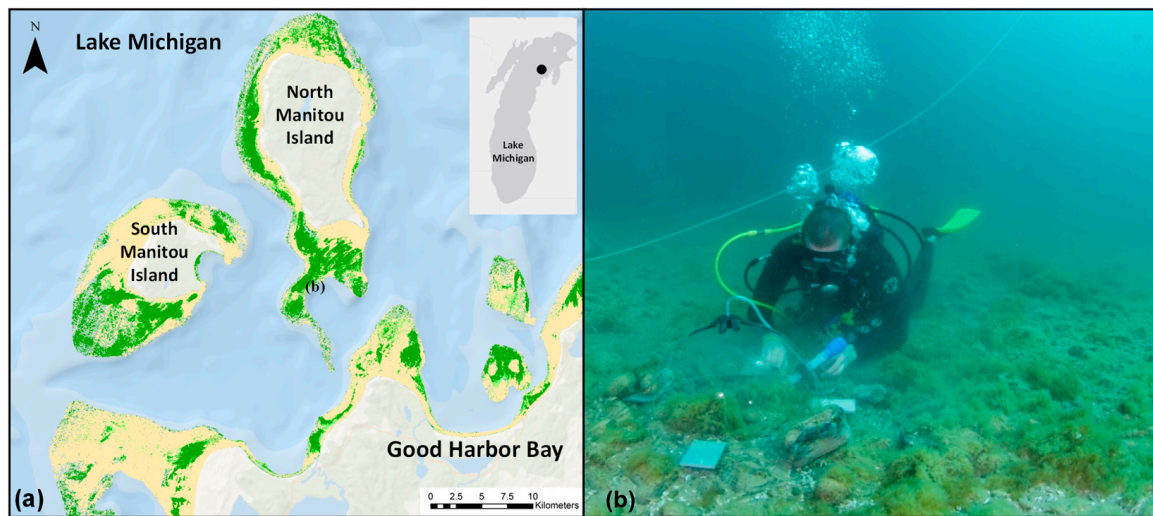 N
Lake Michigan
North
Manitou
Island
Lake
Michigan
South
Manitou
Island
(b)
Good Harbor Bay
0 2.5 5 7.5 10
Kilometers
(a)
(b)